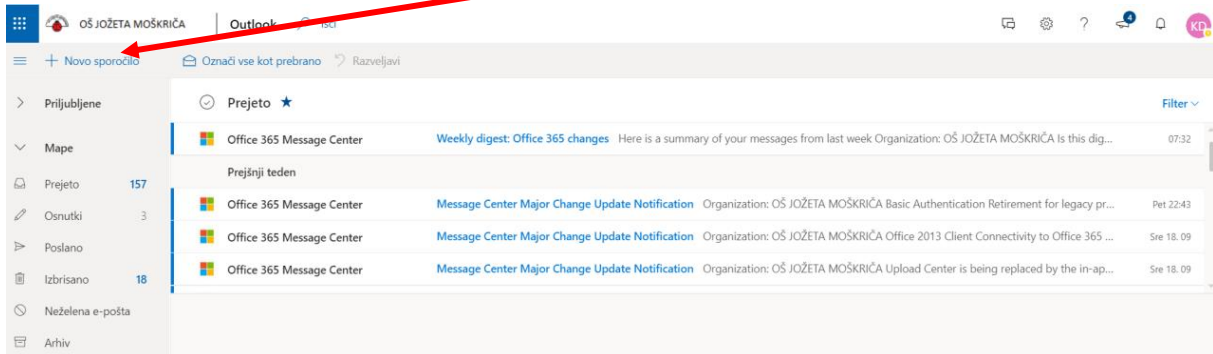 OŠ JOŽETA MOŠKRIČA Outlook 4 KD
Novo sporočilo Označi vse kot prebrano Razveljavi
Priljubljene Prejeto Filter
Mape Office 365 Message Center Weekly digest: Office 365 changes Here is a summary of your messages from last week Organization: OŠ JOŽETA MOŠKRIČA Is this dig... 07:32
Prejšnji teden
Prejeto 157 Office 365 Message Center Message Center Major Change Update Notification Organization: OŠ JOŽETA MOŠKRIČA Basic Authentication Retirement for legacy pr... Pet 22:43
Osnutki 3 Office 365 Message Center Message Center Major Change Update Notification Organization: OŠ JOŽETA MOŠKRIČA Office 2013 Client Connectivity to Office 365 ... Sre 18. 09
Poslano
Izbrisano 18 Office 365 Message Center Message Center Major Change Update Notification Organization: OŠ JOŽETA MOŠKRIČA Upload Center is being replaced by the in-ap... Sre 18. 09
Neželena e-pošta
Arhiv